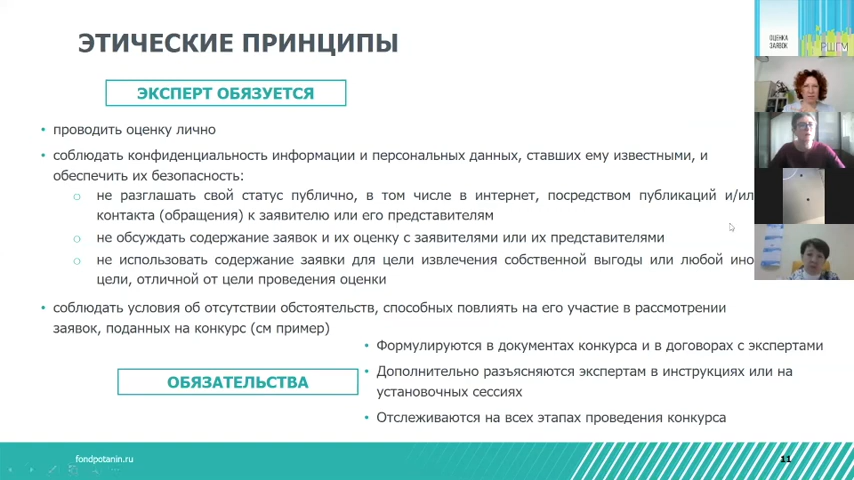 ЭТИЧЕСКИЕ ПРИНЦИПЫ
ЭКСПЕРТ ОБЯЗУЕТСЯ
• проводить оценку лично
• соблюдать конфиденциальность информации и персональных данных, ставших ему известными, и
обеспечить их безопасность:
o не разглашать свой статус публично, в том числе в интернет, посредством публикаций и/или
контакта (обращения) к заявителю или его представителям
o не обсуждать содержание заявок и их оценку с заявителями или их представителями
o не использовать содержание заявки для цели извлечения собственной выгоды или любой ино
цели, отличной от цели проведения оценки
• соблюдать условия об отсутствии обстоятельств, способных повлиять на его участие в рассмотрении
заявок, поданных на конкурс (см пример)
ОБЯЗАТЕЛЬСТВА
• Формулируются в документах конкурса и в договорах с экспертами
• Дополнительно разъясняются экспертам в инструкциях или на
установочных сессиях
• Отслеживаются на всех этапах проведения конкурса
fondpotanin.ru
11
ОЦЕНКА
ЗАЯВОК